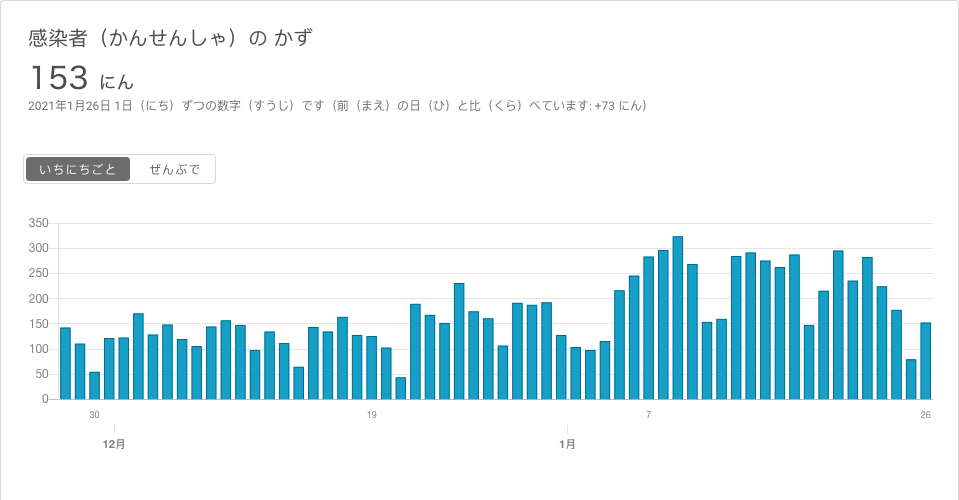 感染者（かんせんしゃ）の かず
153 にん
2021年1月26日 1日（にち）ずつの数字（すうじ）です（前（まえ）の日（ひ）と比（くら）べています: +73 にん）
いちにちごと ぜんぶで
350
300
250
200
150
100
50
0
30 19 7 26
12月 1月